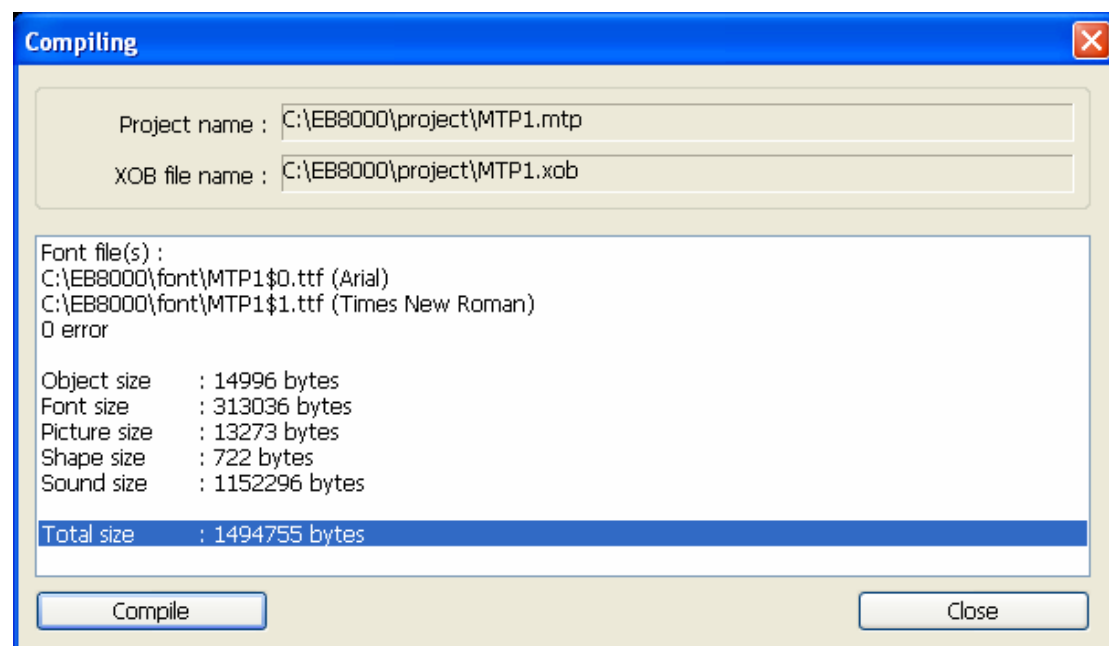 Compiling
Project name : C:\EB8000\project\MTP1.mtp
XOB file name : C:\EB8000\project\MTP1.xob
Font file(s) :
C:\EB8000\font\MTP1$0.ttf (Arial)
C:\EB8000\font\MTP1$1.ttf (Times New Roman)
0 error
Object size : 14996 bytes
Font size : 313036 bytes
Picture size : 13273 bytes
Shape size : 722 bytes
Sound size : 1152296 bytes
Total size : 1494755 bytes
Compile Close